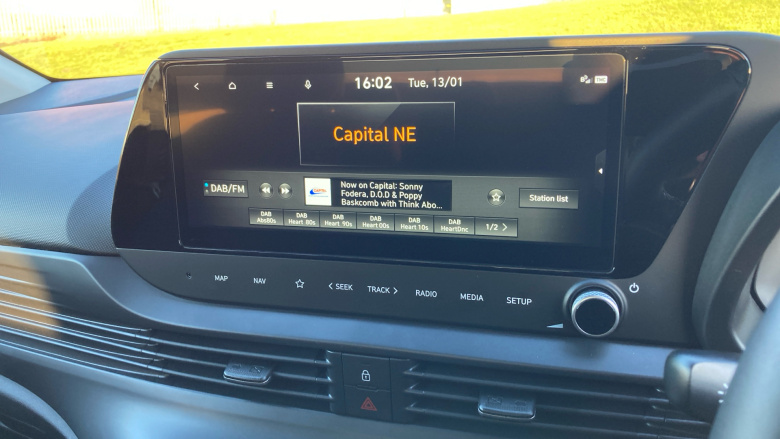 16:02 Tue, 13/01
Capital NE
DAB/FM
Now on Capital: Sonny
Fodera, D.O.D & Poppy
Baskcomb with Think Abo...
Station list
DAB DAB DAB DAB DAB DAB
Abs80s Heart 80s Heart 90s Heart 00s Heart 10s HeartDnc 1/2
MAP NAV SEEK TRACK RADIO MEDIA SETUP